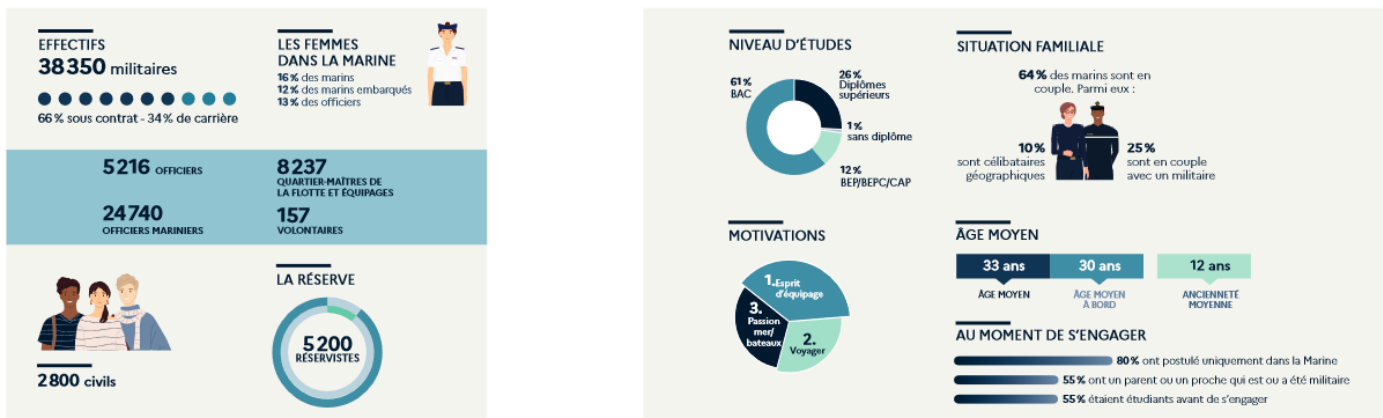 EFFECTIFS
38 350 militaires
66 % sous contrat - 34 % de carrière
LES FEMMES
DANS LA MARINE
16 % des marins
12 % des marins embarqués
13 % des officiers
5 216 OFFICIERS
8 237
QUARTIER-MAÎTRES DE
LA FLOTTE ET ÉQUIPAGES
24 740
OFFICIERS MARINIERS
157
VOLONTAIRES
2 800 civils
LA RÉSERVE
5 200
RÉSERVISTES
NIVEAU D'ÉTUDES
61 %
BAC
26 %
Diplômes
supérieurs
1 %
sans diplôme
12 %
BEP/BEPC/CAP
SITUATION FAMILIALE
64 % des marins sont en
couple. Parmi eux :
10 %
sont célibataires
géographiques
25 %
sont en couple
avec un militaire
MOTIVATIONS
1. Esprit
d'équipage
3.
Passion
mer/
bateaux
2.
Voyager
ÂGE MOYEN
33 ans
ÂGE MOYEN
30 ans
ÂGE MOYEN
À BORD
12 ans
ANCIENNETÉ
MOYENNE
AU MOMENT DE S'ENGAGER
80 % ont postulé uniquement dans la Marine
55 % ont un parent ou un proche qui est ou a été militaire
55 % étaient étudiants avant de s'engager